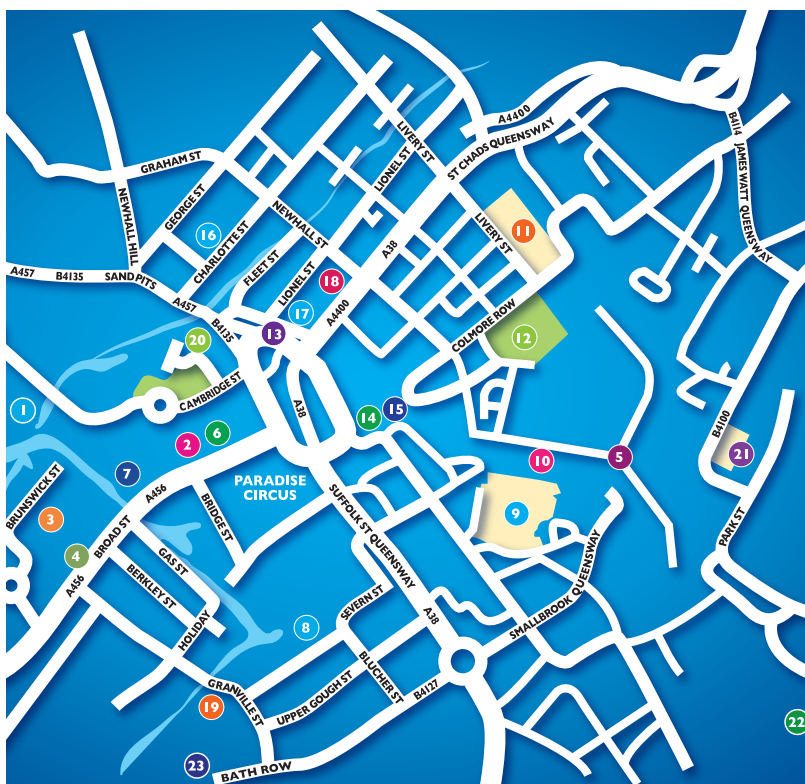 A4400
ST CHADS QUEENSWAY
B4114
JAMES WATT QUEENSWAY
LIVERY ST
LIONEL ST
GRAHAM ST
NEWHALL HILL
GEORGE ST
NEWHALL ST
LIVERY ST
11
16
CHARLOTTE ST
FLEET ST
A38
A457
B4135
SANDPITS
LIONEL ST
18
A457
B4135
17
A4400
COLMORE ROW
13
12
20
CAMBRIDGE ST
A38
1
14
15
2
6
B4100
5
21
10
7
A456
PARADISE
CIRCUS
BRUNSWICK ST
BRIDGE ST
SUFFOLK ST QUEENSWAY
9
3
BROAD ST
PARK ST
4
GAS ST
A456
BERKLEY ST
SMALLBROOK QUEENSWAY
SEVERN ST
A38
HOLIDAY
8
BLUCHER ST
GRANVILLE ST
UPPER GOUGH ST
B4127
19
22
23
BATH ROW